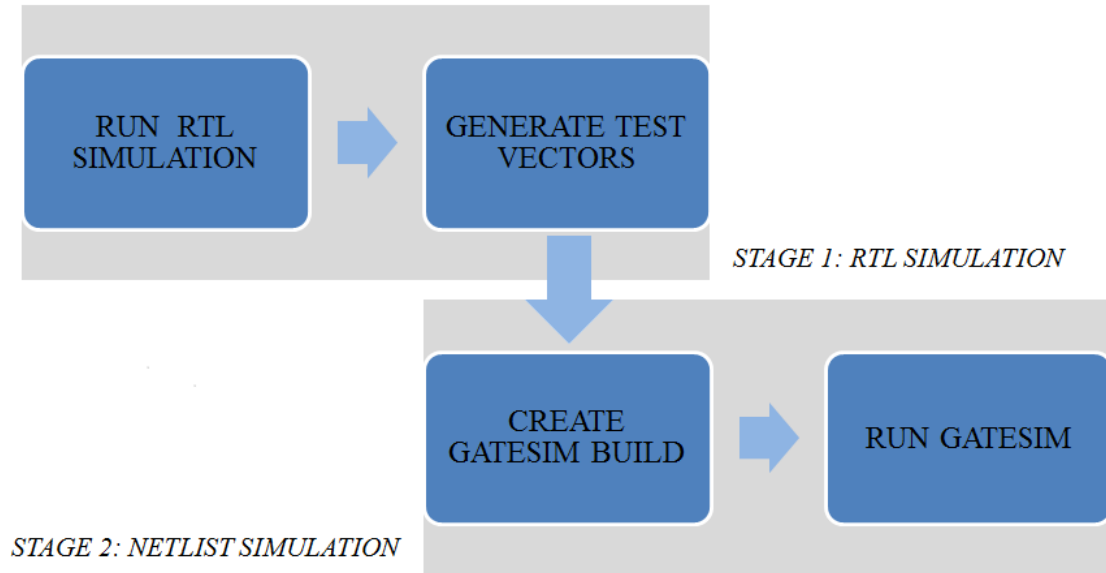 RUN RTL
SIMULATION
GENERATE TEST
VECTORS
STAGE 1: RTL SIMULATION
CREATE
GATESIM BUILD
RUN GATESIM
STAGE 2: NETLIST SIMULATION